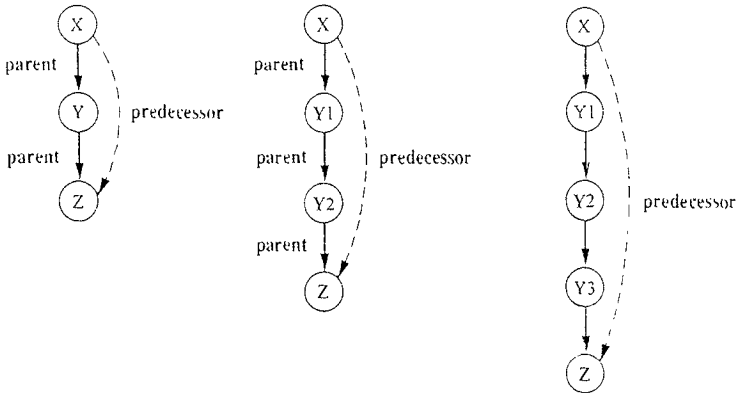 X
parent
Y
predecessor
parent
Z
X
parent
Y1
parent
predecessor
Y2
parent
Z
X
Y1
Y2
predecessor
Y3
Z